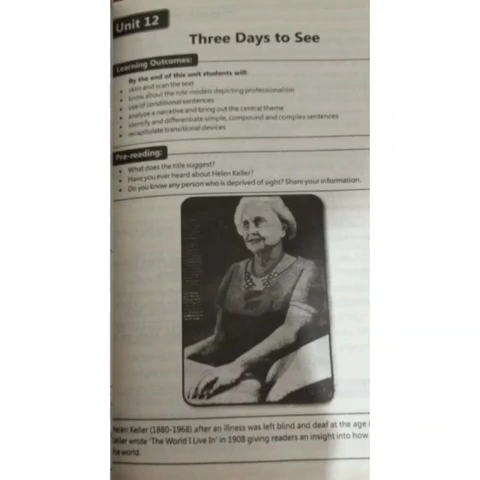 Unit 12
Three Days to See
Learning Outcomes:
By the end of this unit students will:
• skim and scan the text
• know about the role models depicting professionalism
• use of conditional sentences
• analyze a narrative and bring out the central theme
• identify and differentiate simple, compound and complex sentences
• recapitulate transitional devices
Pre-reading:
• What does the title suggest?
• Have you ever heard about Helen Keller?
• Do you know any person who is deprived of sight? Share your information.
Helen Keller (1880-1968) after an illness was left blind and deaf at the age
Keller wrote 'The World I Live In' in 1908 giving readers an insight into how
the world.